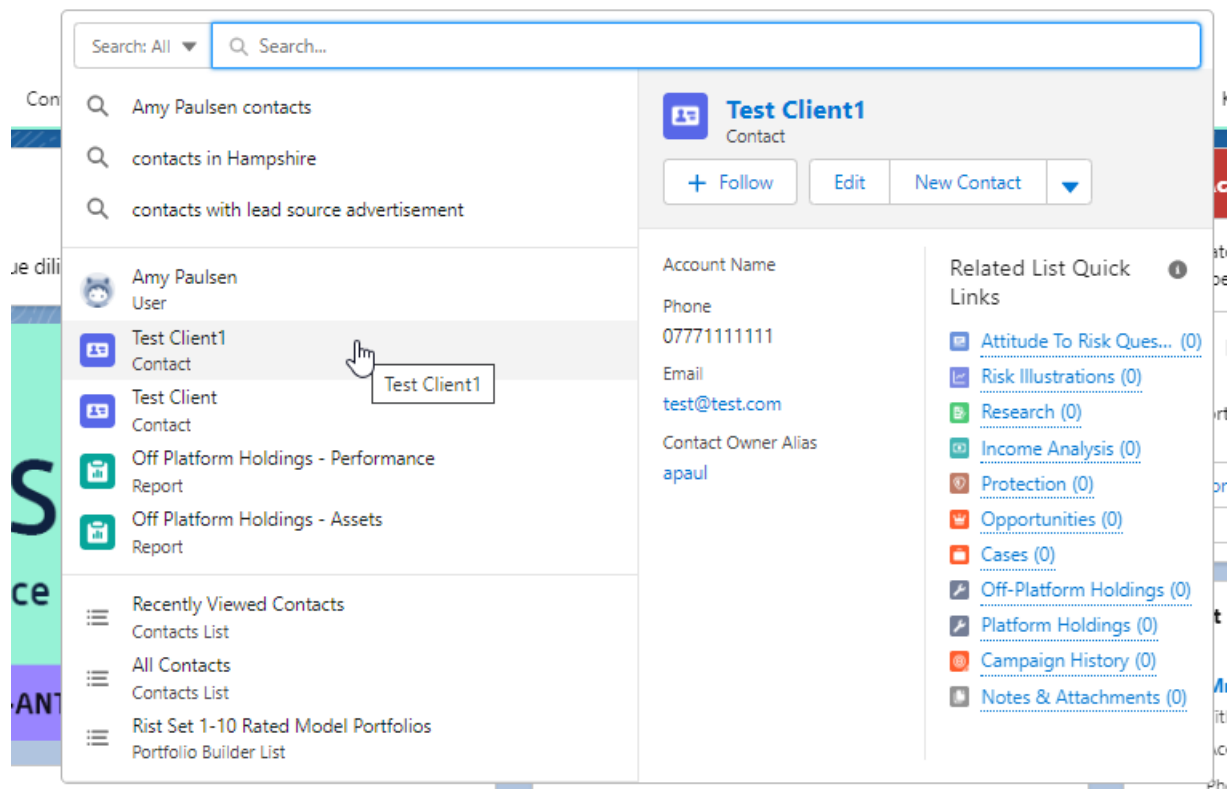 Search: All
Search...
Con
Amy Paulsen contacts
contacts in Hampshire
contacts with lead source advertisement
ue dili
Amy Paulsen
User
Test Client1
Contact
Test Client1
Test Client
Contact
Off Platform Holdings - Performance
Report
Off Platform Holdings - Assets
Report
S
ce
-ANT
Recently Viewed Contacts
Contacts List
All Contacts
Contacts List
Rist Set 1-10 Rated Model Portfolios
Portfolio Builder List
Test Client1
Contact
+ Follow
Edit
New Contact
Account Name
Phone
07771111111
Email
test@test.com
Contact Owner Alias
apaul
Related List Quick
Links
Attitude To Risk Ques... (0)
Risk Illustrations (0)
Research (0)
Income Analysis (0)
Protection (0)
Opportunities (0)
Cases (0)
Off-Platform Holdings (0)
Platform Holdings (0)
Campaign History (0)
Notes & Attachments (0)